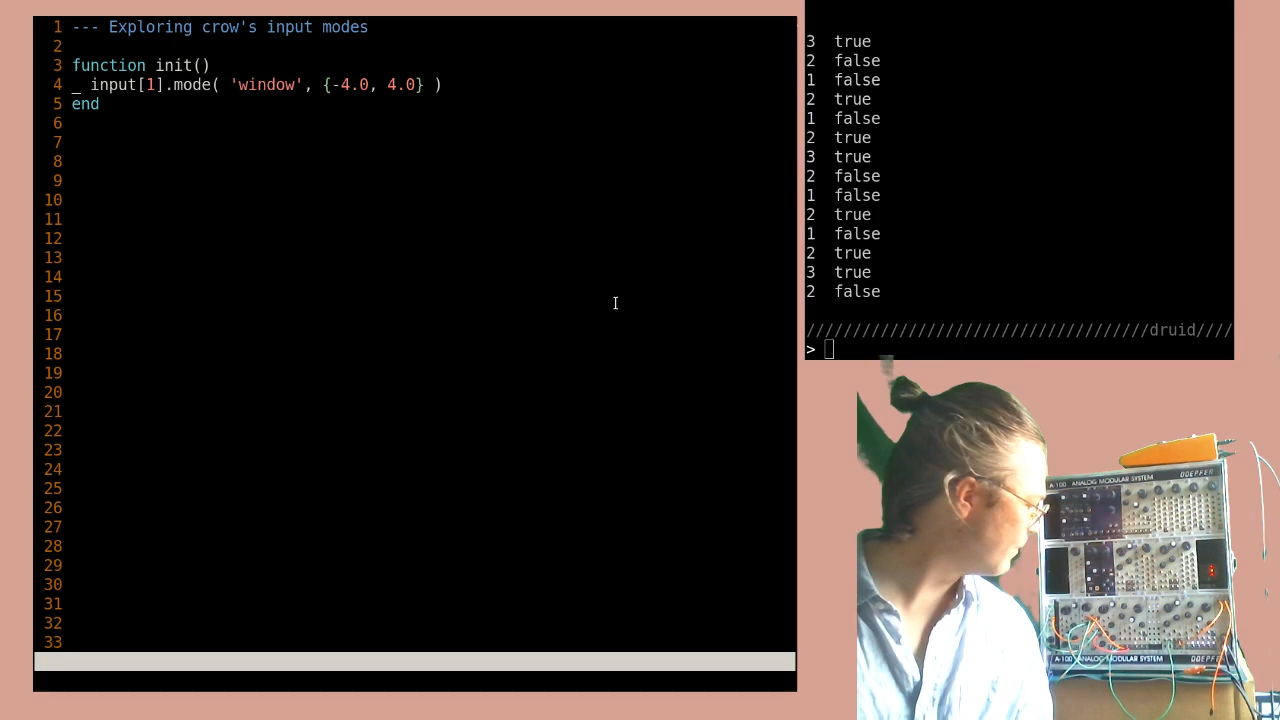 1 --- Exploring crow's input modes
2
3 function init()
4 _ input[1].mode( 'window', {-4.0, 4.0} )
5 end
6
7
8
9
10
11
12
13
14
15
16
17
18
19
20
21
22
23
24
25
26
27
28
29
30
31
32
33
3 true
2 false
1 false
2 true
1 false
2 true
3 true
2 false
1 false
2 true
1 false
2 true
3 true
2 false
/////////////////////////////////////druid////
>
A-100 ANALOG MODULAR SYSTEM DOEPFER
A-100 ANALOG MODULAR SYSTEM DOEPFER